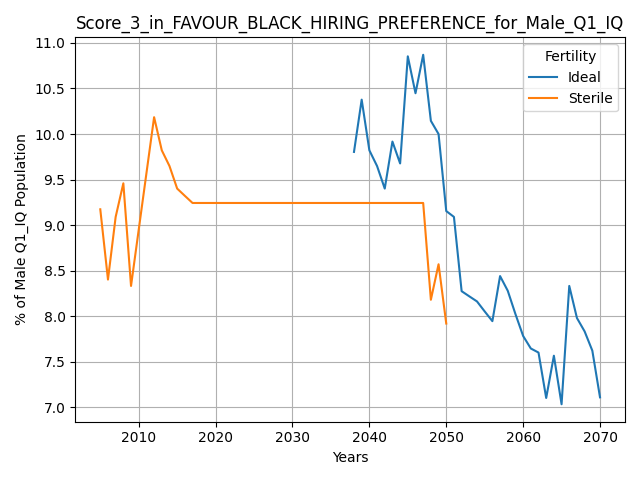 Score_3_in_FAVOUR_BLACK_HIRING_PREFERENCE_for_Male_Q1_IQ
Fertility
Ideal
Sterile
% of Male Q1_IQ Population
11.0
10.5
10.0
9.5
9.0
8.5
8.0
7.5
7.0
2010 2020 2030 2040 2050 2060 2070
Years